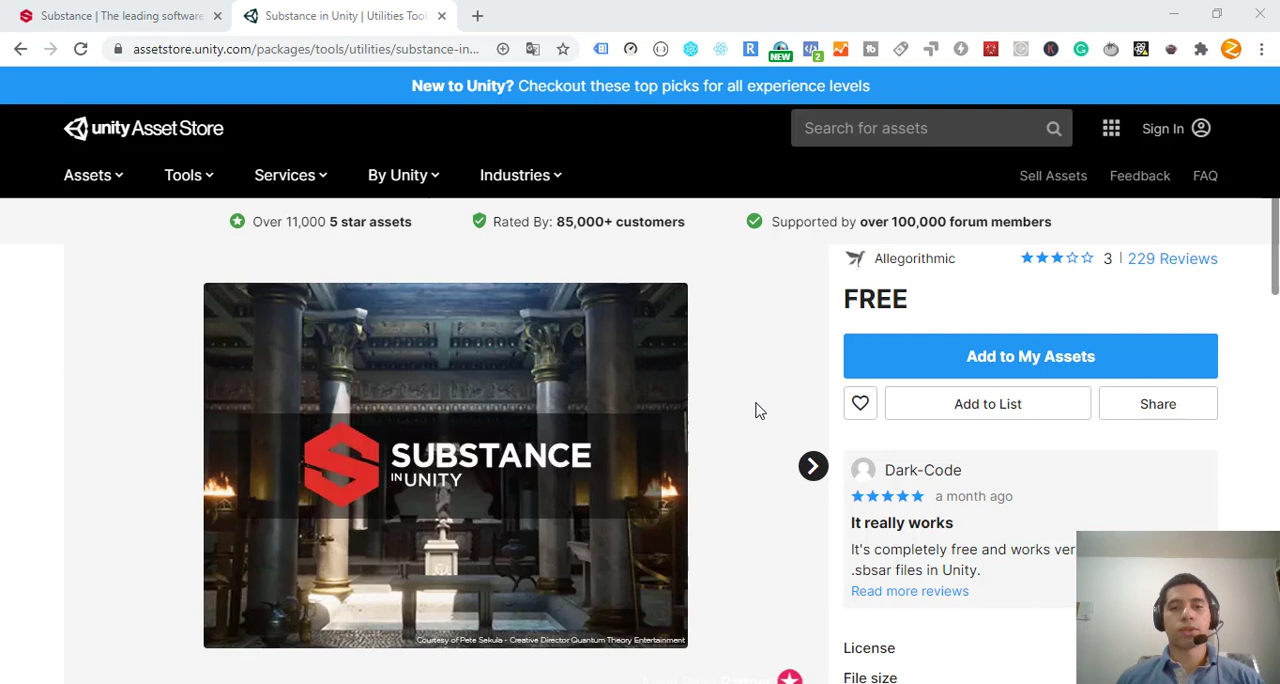 Substance | The leading software
Substance in Unity | Utilities Tool
assetstore.unity.com/packages/tools/utilities/substance-in...
R
NEW
2
K
G
Z
New to Unity? Checkout these top picks for all experience levels
unity Asset Store
Search for assets
Sign In
Assets
Tools
Services
By Unity
Industries
Sell Assets
Feedback
FAQ
Over 11,000 5 star assets
Rated By: 85,000+ customers
Supported by over 100,000 forum members
Allegorithmic
3 | 229 Reviews
FREE
Add to My Assets
Add to List
Share
SUBSTANCE
IN UNITY
Courtesy of Pete Sekula - Creative Director Quantum Theory Entertainment
Dark-Code
a month ago
It really works
It's completely free and works ver
.sbsar files in Unity.
Read more reviews
License
File size